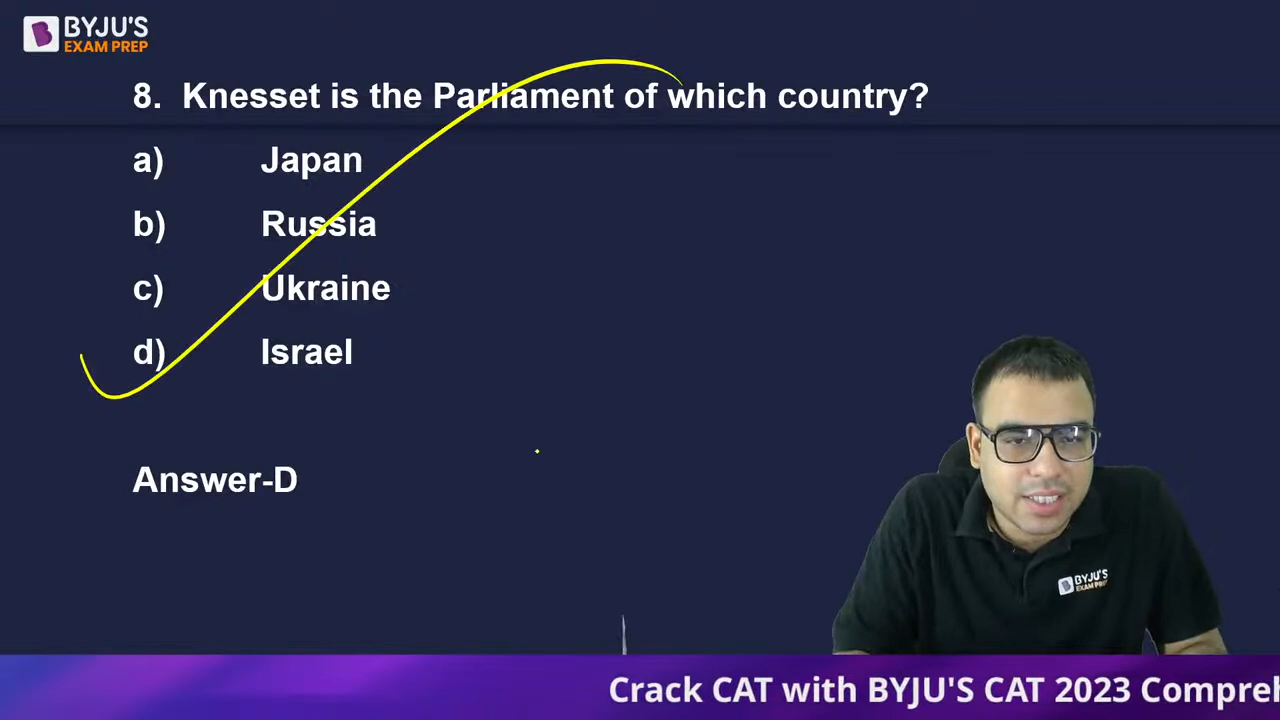 BYJU'S
EXAM PREP
8. Knesset is the Parliament of which country?
a) Japan
b) Russia
c) Ukraine
d) Israel
Answer-D
BYJU'S
EXAM PREP
Crack CAT with BYJU'S CAT 2023 Compreh